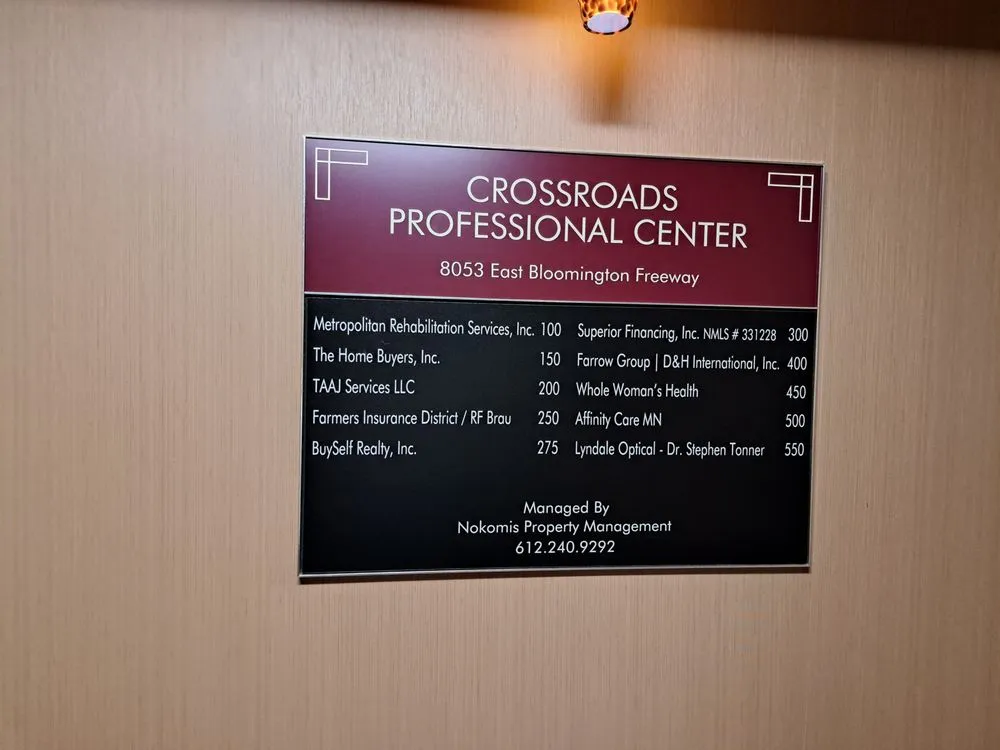 CROSSROADS
PROFESSIONAL CENTER
8053 East Bloomington Freeway
Metropolitan Rehabilitation Services, Inc. 100
The Home Buyers, Inc. 150
TAAJ Services LLC 200
Farmers Insurance District / RF Brau 250
BuySelf Realty, Inc. 275
Superior Financing, Inc. NMLS # 331228 300
Farrow Group | D&H International, Inc. 400
Whole Woman's Health 450
Affinity Care MN 500
Lyndale Optical - Dr. Stephen Tonner 550
Managed By
Nokomis Property Management
612.240.9292